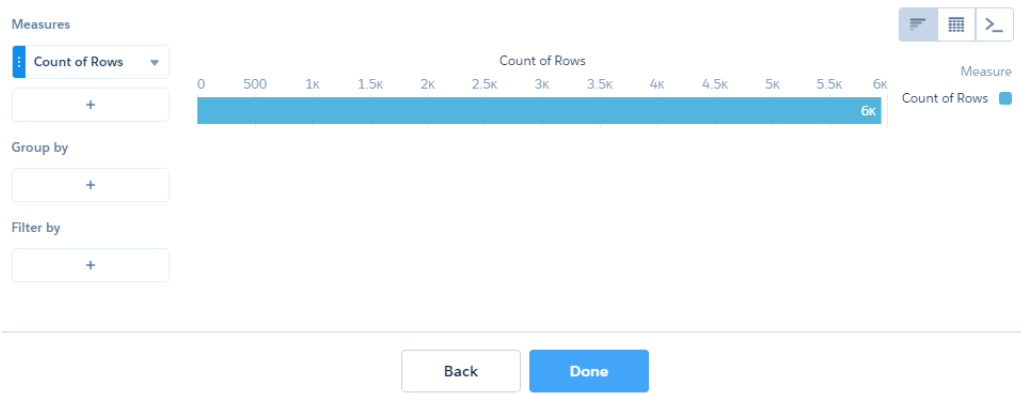 Measures
Count of Rows
+
Group by
+
Filter by
+
Count of Rows
0 500 1K 1.5K 2K 2.5K 3K 3.5K 4K 4.5K 5K 5.5K 6K
6K
Measure
Count of Rows
Back Done